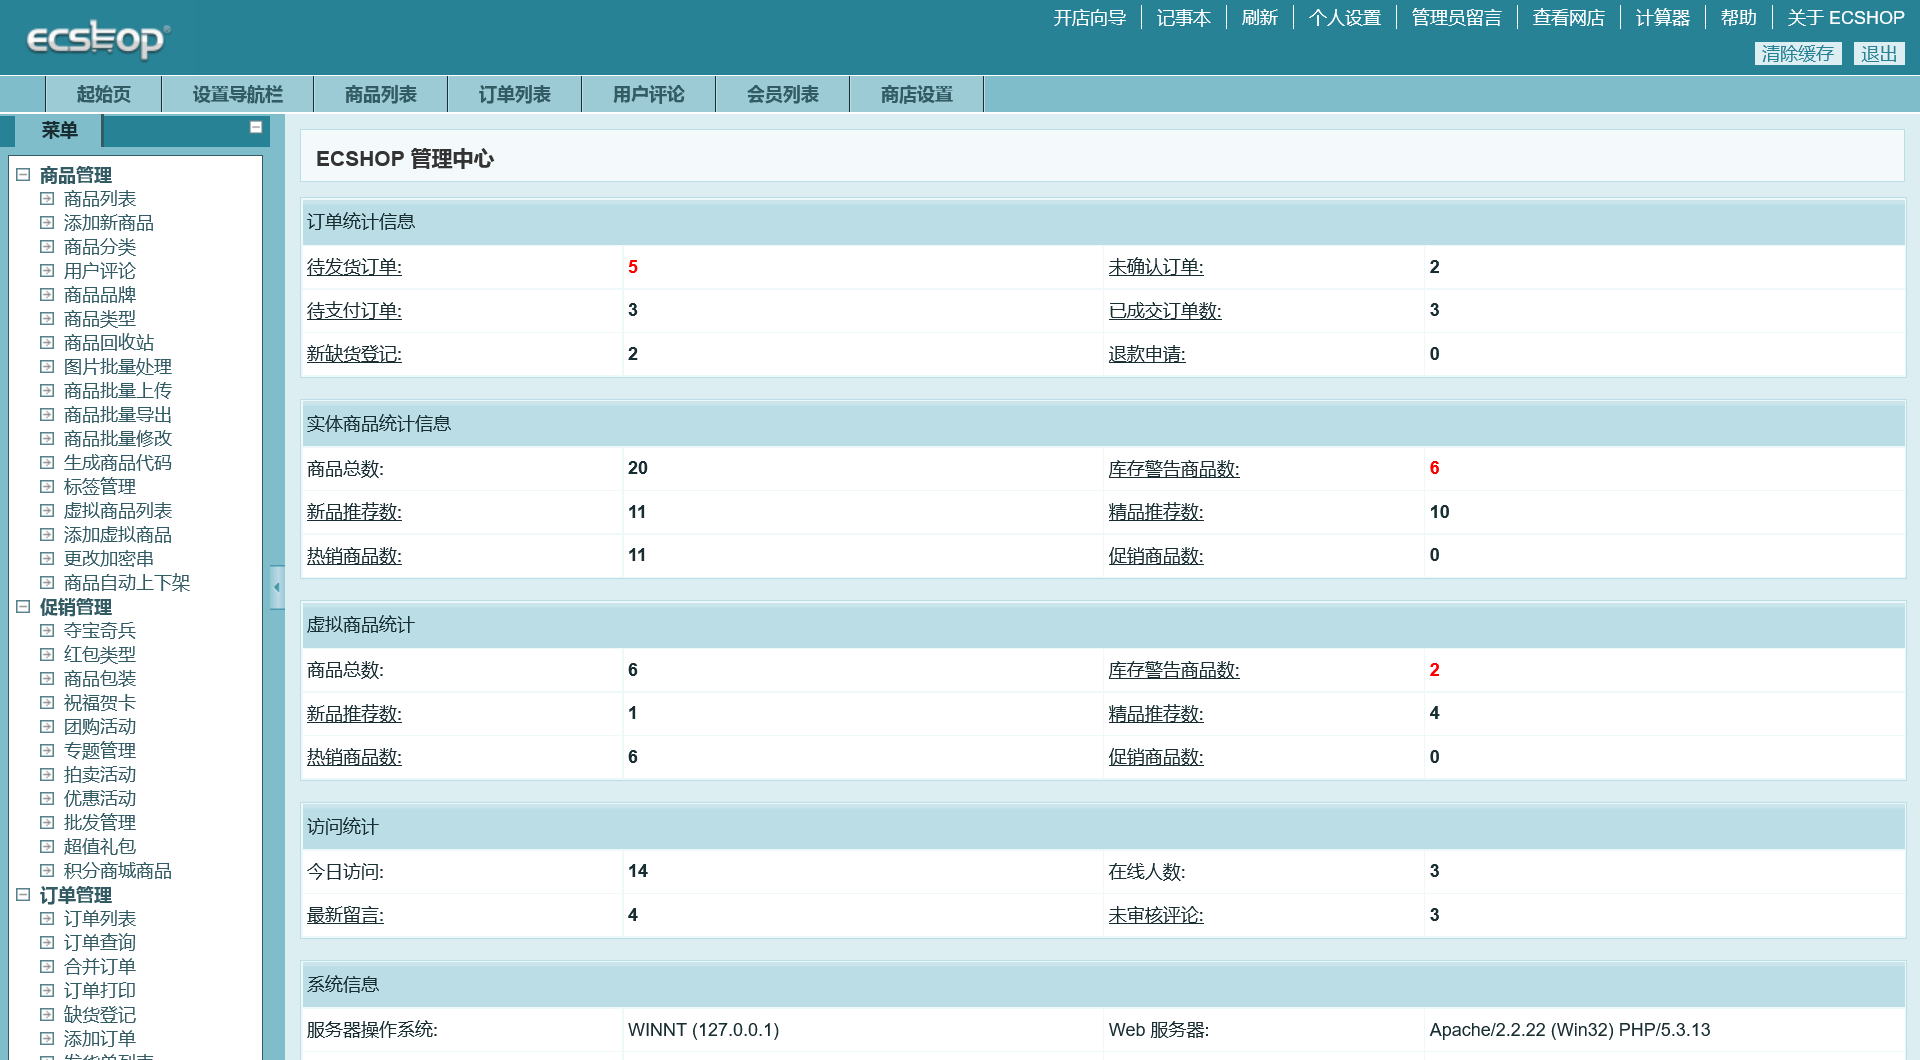 ecshop®
开店向导
记事本
刷新
个人设置
管理员留言
查看网店
计算器
帮助
关于 ECSHOP
清除缓存
退出
起始页
设置导航栏
商品列表
订单列表
用户评论
会员列表
商店设置
菜单
商品管理
商品列表
添加新商品
商品分类
用户评论
商品品牌
商品类型
商品回收站
图片批量处理
商品批量上传
商品批量导出
商品批量修改
生成商品代码
标签管理
虚拟商品列表
添加虚拟商品
更改加密串
商品自动上下架
促销管理
夺宝奇兵
红包类型
商品包装
祝福贺卡
团购活动
专题管理
拍卖活动
优惠活动
批发管理
超值礼包
积分商城商品
订单管理
订单列表
订单查询
合并订单
订单打印
缺货登记
添加订单
发货单列表
ECSHOP 管理中心
订单统计信息
待发货订单: 5 未确认订单: 2
待支付订单: 3 已成交订单数: 3
新缺货登记: 2 退款申请: 0
实体商品统计信息
商品总数: 20 库存警告商品数: 6
新品推荐数: 11 精品推荐数: 10
热销商品数: 11 促销商品数: 0
虚拟商品统计
商品总数: 6 库存警告商品数: 2
新品推荐数: 1 精品推荐数: 4
热销商品数: 6 促销商品数: 0
访问统计
今日访问: 14 在线人数: 3
最新留言: 4 未审核评论: 3
系统信息
服务器操作系统: WINNT (127.0.0.1) Web 服务器: Apache/2.2.22 (Win32) PHP/5.3.13